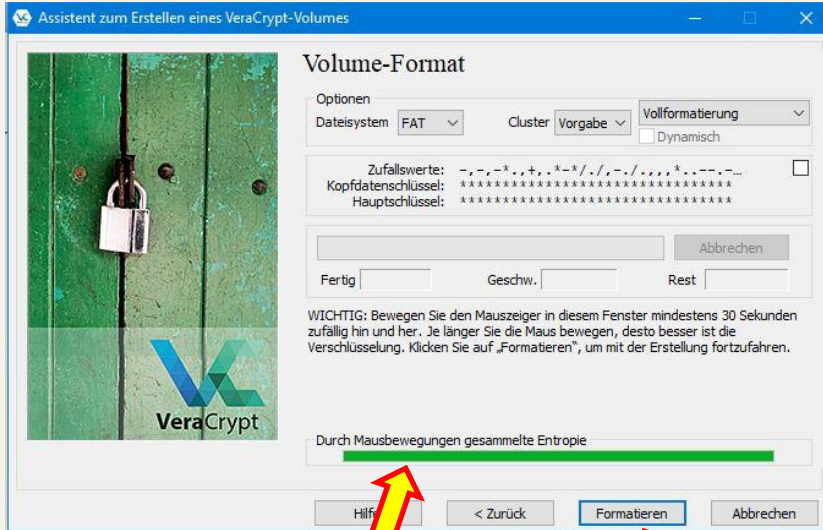 Assistent zum Erstellen eines VeraCrypt-Volumes
Volume-Format
Optionen
Dateisystem FAT Cluster Vorgabe Vollformatierung
Dynamisch
Zufallswerte: -,-,-*.,+,.*-*/./,-./.,,,*..--.-…
Kopfdatenschlüssel: ********************************
Hauptschlüssel: ********************************
Abbrechen
Fertig Geschw. Rest
WICHTIG: Bewegen Sie den Mauszeiger in diesem Fenster mindestens 30 Sekunden
zufällig hin und her. Je länger Sie die Maus bewegen, desto besser ist die
Verschlüsselung. Klicken Sie auf „Formatieren", um mit der Erstellung fortzufahren.
VeraCrypt
Durch Mausbewegungen gesammelte Entropie
< Zurück Formatieren Abbrechen